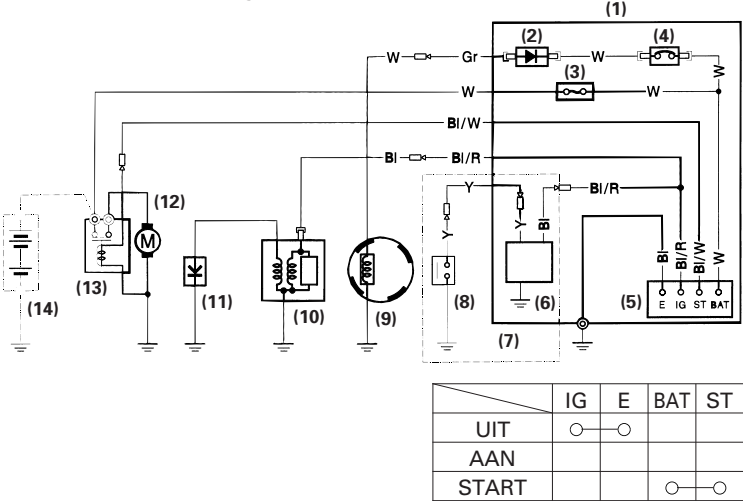 (1)
(2)
(4)
W
Gr
W
W
(3)
W
W
Bl/W
Bl
Bl/R
Y
Bl/R
(12)
Y
Bl
Y
M
Bl
Bl/R
Bl/W
W
(13)
(14)
(11)
(10)
(9)
(8)
(6)
(5)
E IG ST BAT
(7)
IG E BAT ST
UIT
AAN
START